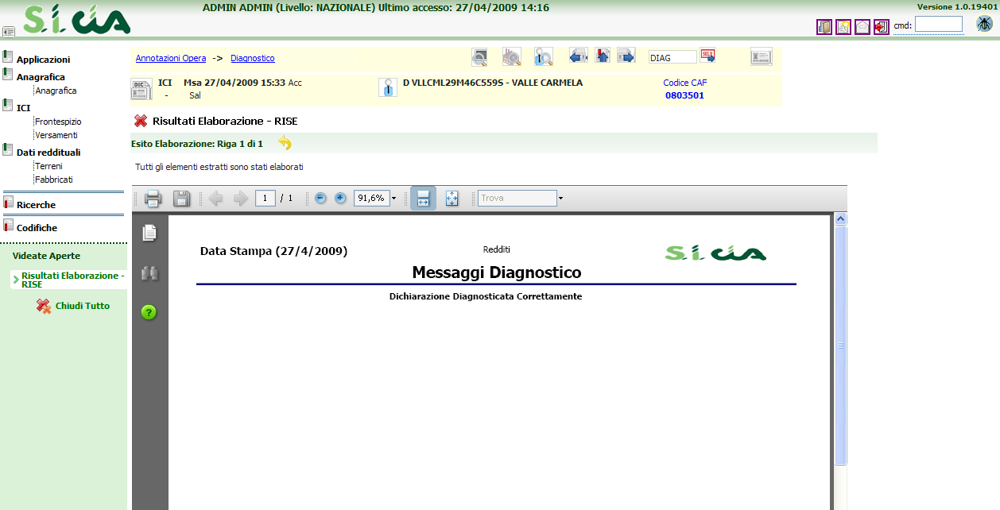 S.I.CIA
ADMIN ADMIN (Livello: NAZIONALE) Ultimo accesso: 27/04/2009 14:16
Versione 1.0.19401
cmd:
Applicazioni
Anagrafica
Anagrafica
ICI
Frontespizio
Versamenti
Dati reddituali
Terreni
Fabbricati
Ricerche
Codifiche
Videate Aperte
Risultati Elaborazione -
RISE
Chiudi Tutto
Annotazioni Opera -> Diagnostico
DIAG
SELE
DIC
ICI Msa 27/04/2009 15:33 Acc
- Sal
D VLLCML29M46C559S - VALLE CARMELA
Codice CAF
0803501
Risultati Elaborazione - RISE
Esito Elaborazione: Riga 1 di 1
Tutti gli elementi estratti sono stati elaborati
1 / 1
91,6%
Trova
Data Stampa (27/4/2009)
Redditi
S.I.CIA
Messaggi Diagnostico
Dichiarazione Diagnosticata Correttamente